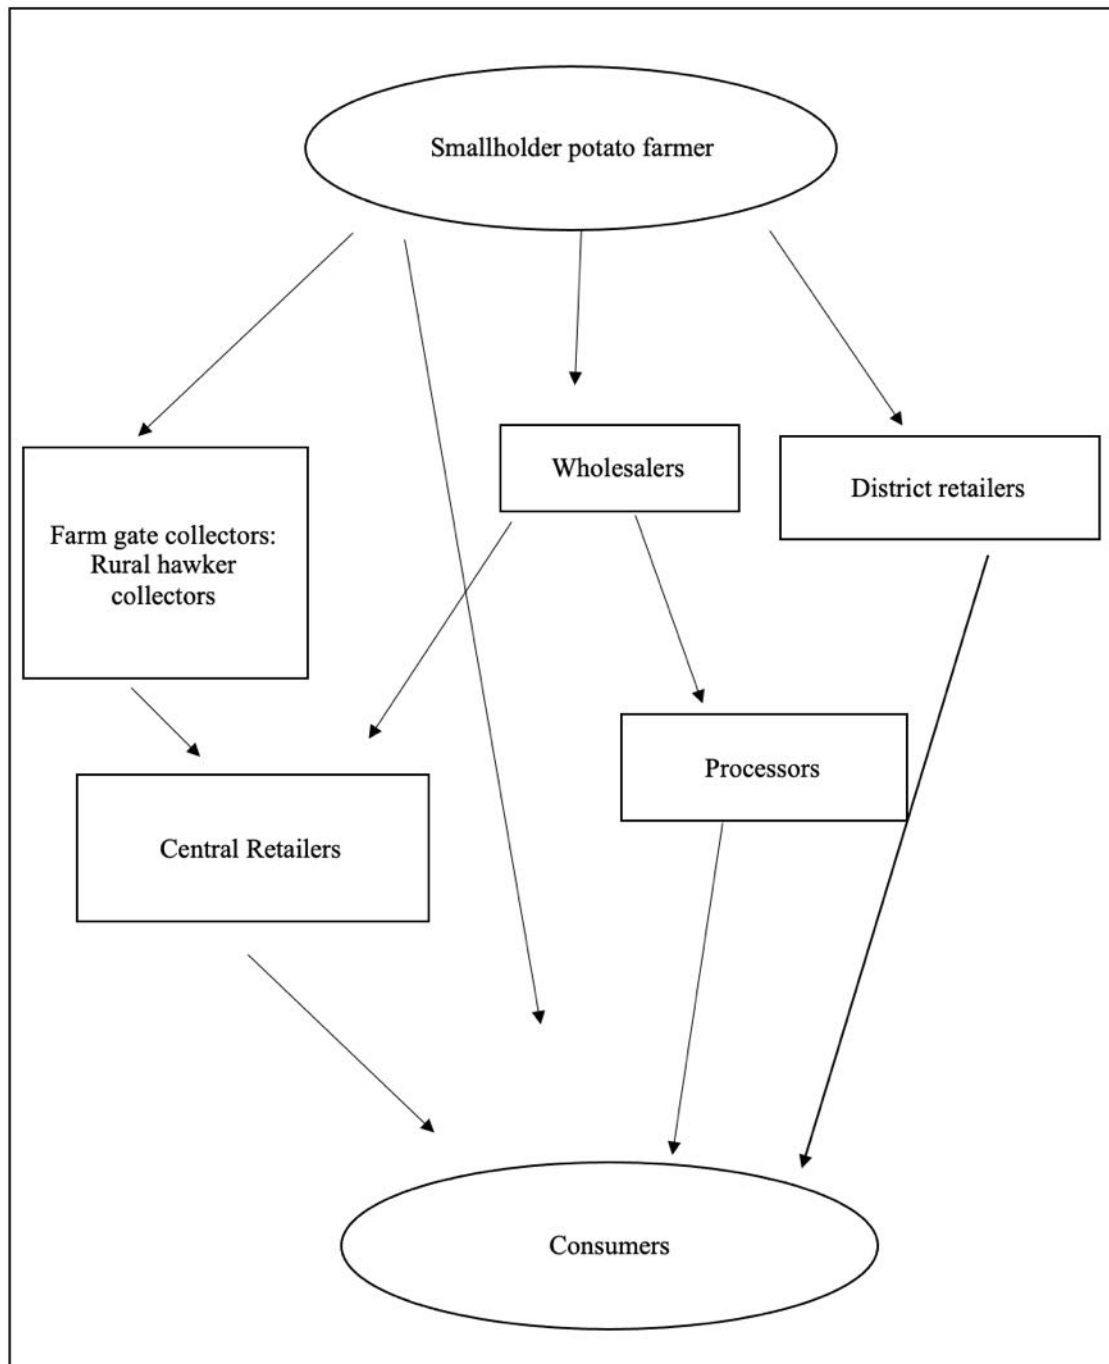 Smallholder potato farmer
Wholesalers
District retailers
Farm gate collectors:
Rural hawker
collectors
Processors
Central Retailers
Consumers